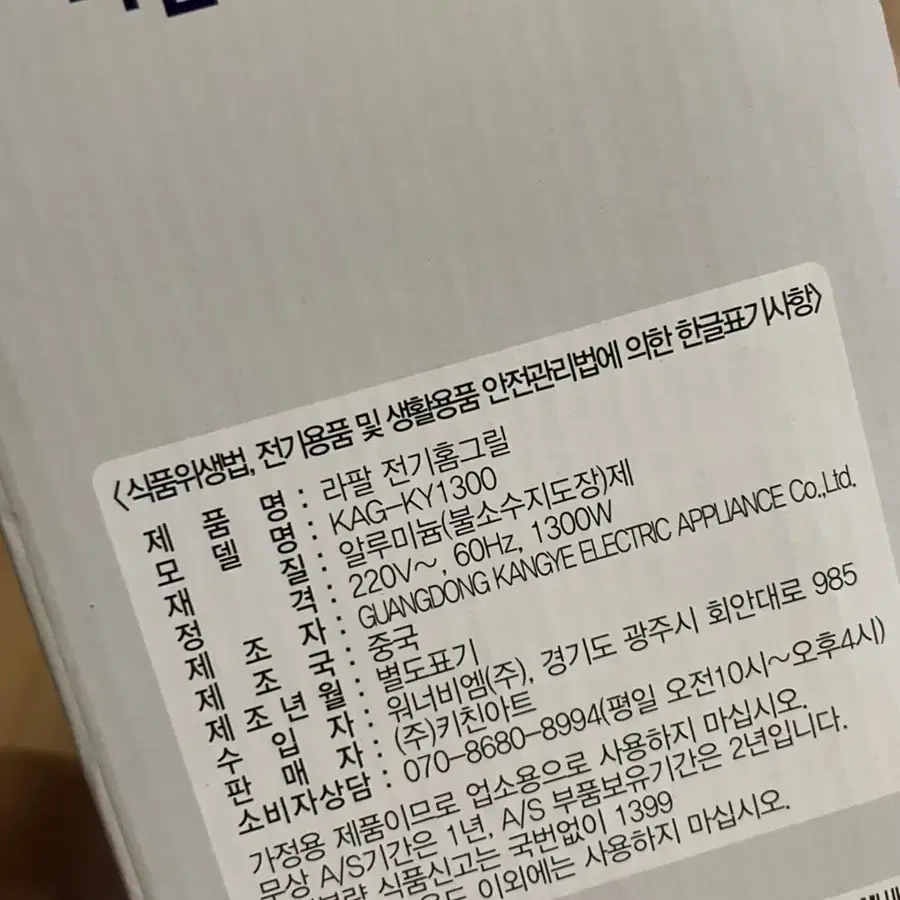 <식품위생법, 전기용품 및 생활용품 안전관리법에 의한 한글표기사항>
제 품 명 : 라팔 전기홈그릴
모 델 명 : KAG-KY1300
재 질 : 알루미늄(불소수지도장)제
정 격 : 220V~, 60Hz, 1300W
제 조 자 : GUANGDONG KANGYE ELECTRIC APPLIANCE Co.,Ltd.
제 조 국 : 중국
제 조 년 월 : 별도표기
수 입 자 : 워너비엠(주), 경기도 광주시 회안대로 985
판 매 자 : (주)키친아트
소비자상담 : 070-8680-8994(평일 오전10시~오후4시)
가정용 제품이므로 업소용으로 사용하지 마십시오.
무상 A/S기간은 1년, A/S 부품보유기간은 2년입니다.
식품신고는 국번없이 1399
이외에는 사용하지 마십시오.